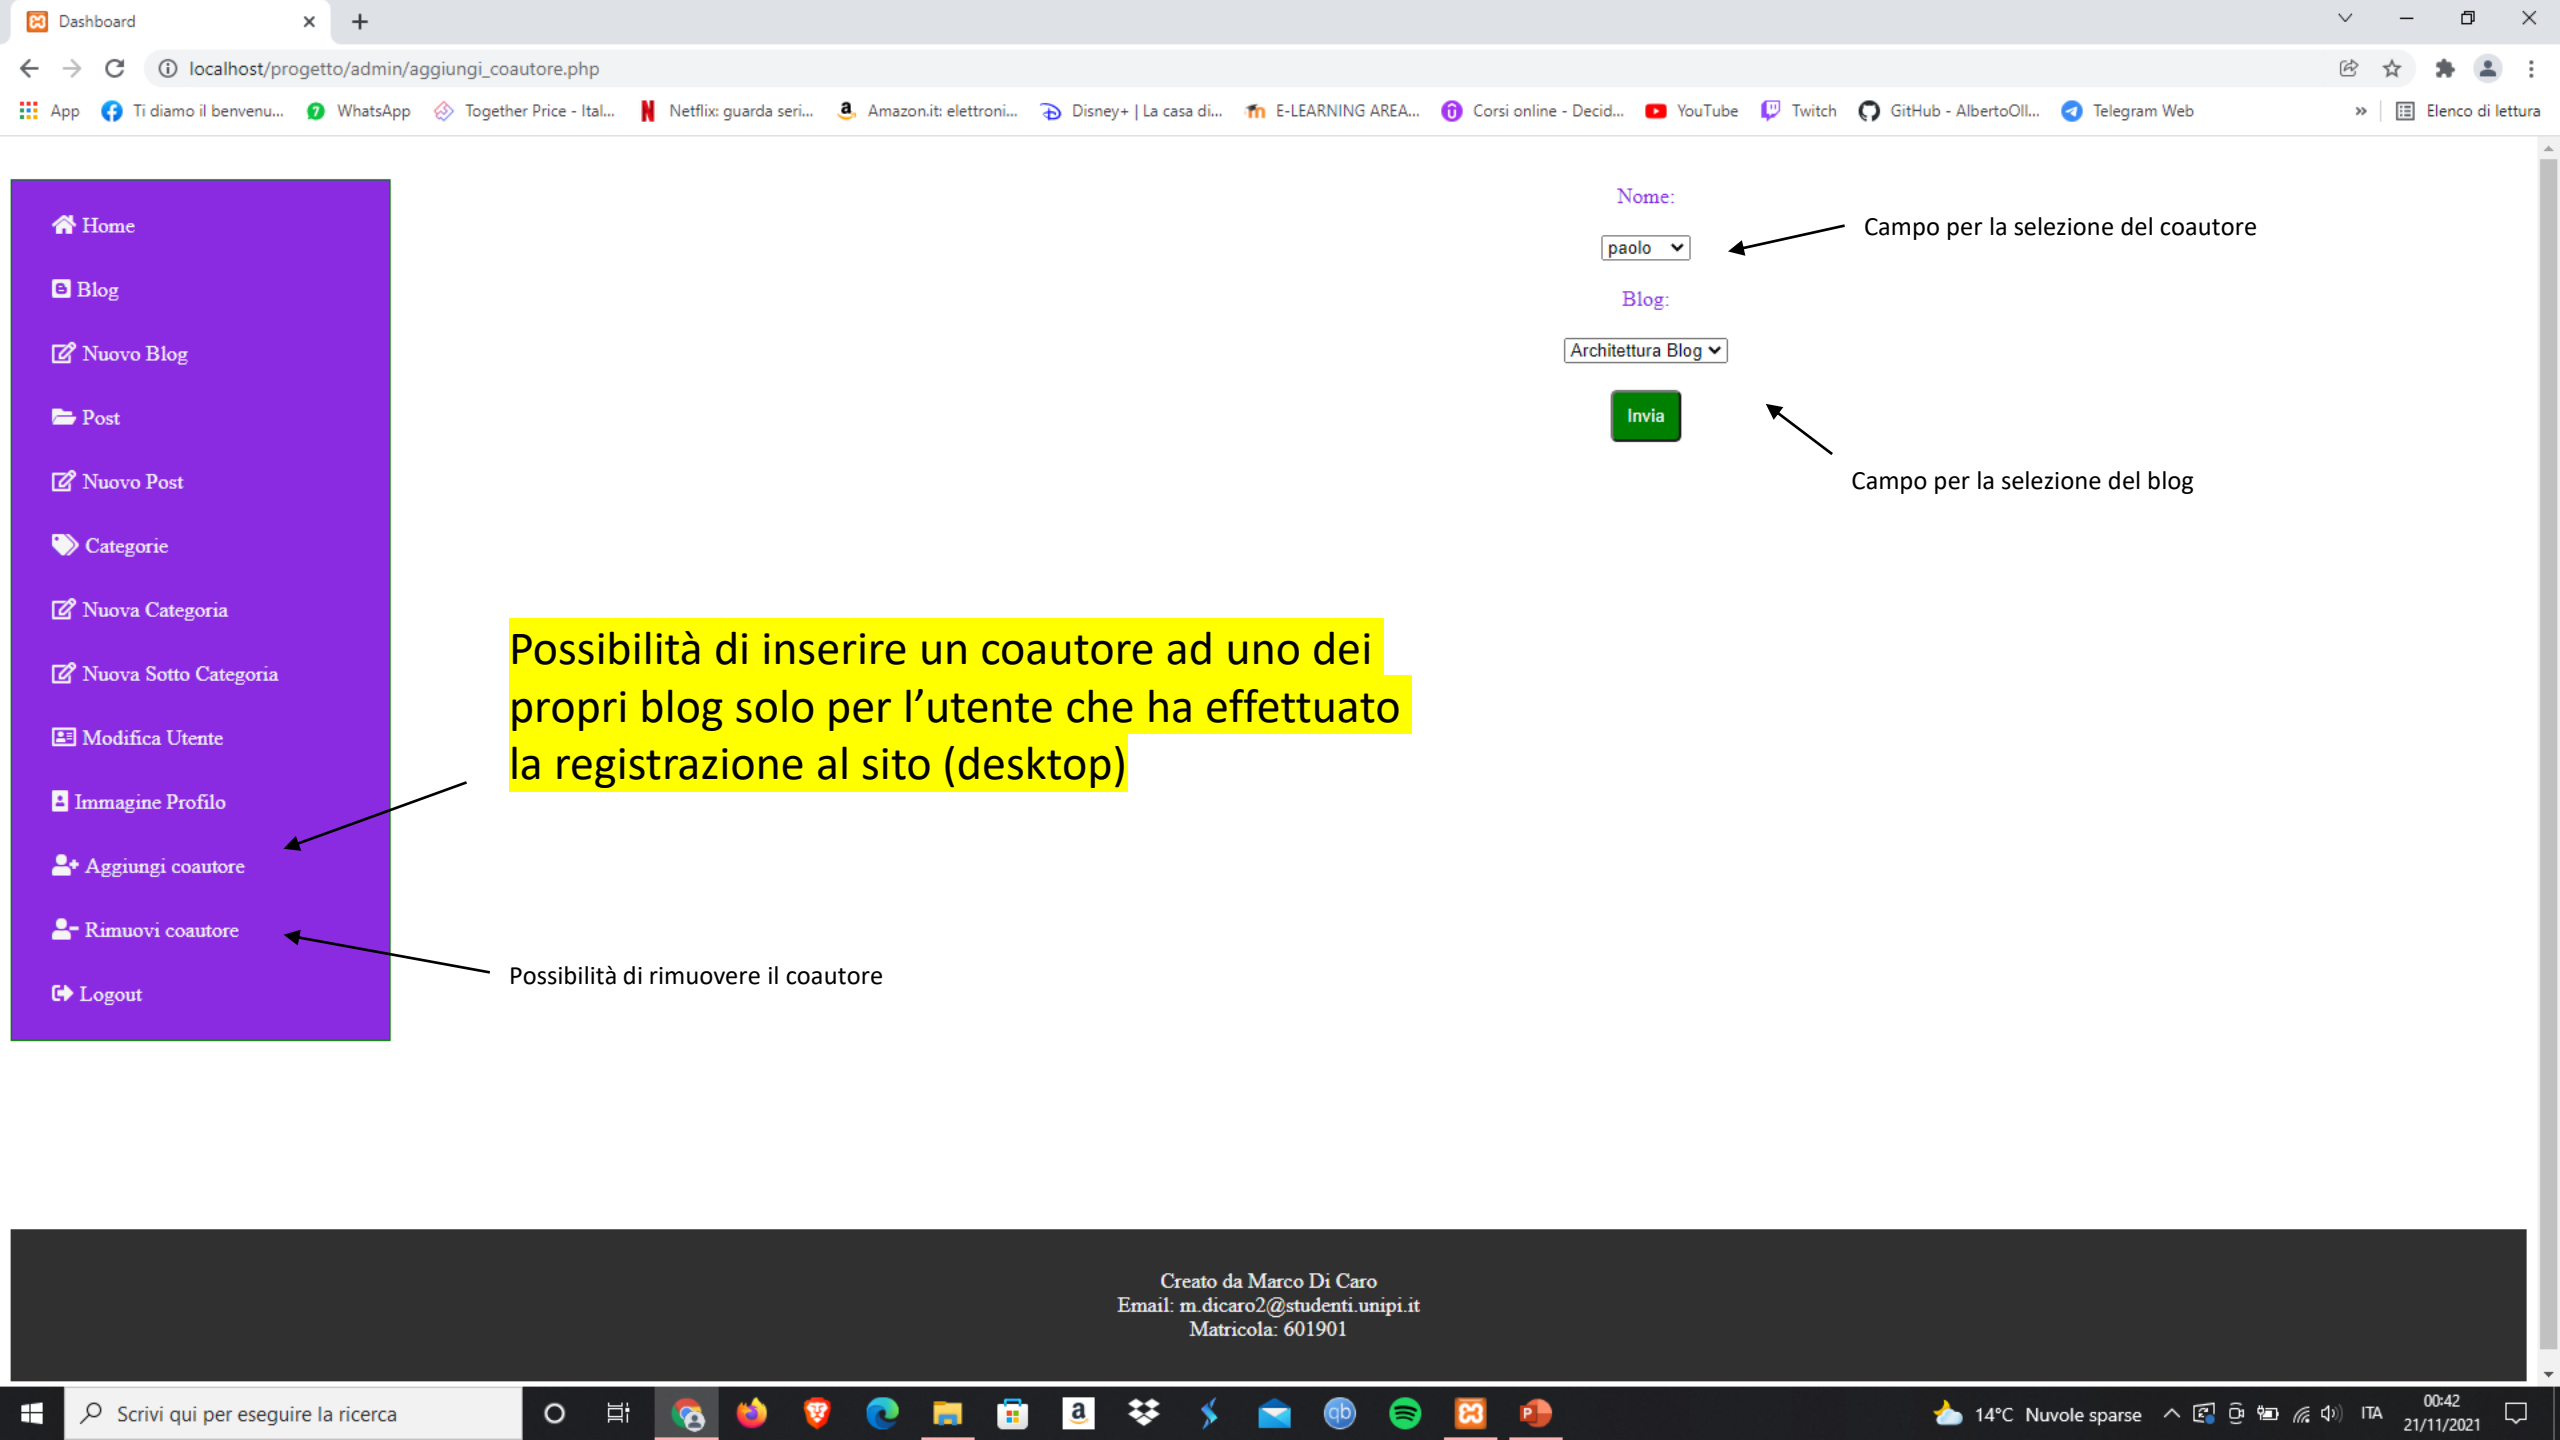 Dashboard
localhost/progetto/admin/aggiungi_coautore.php
App Ti diamo il benvenu... WhatsApp Together Price - Ital... Netflix: guarda seri... Amazon.it: elettroni... Disney+ | La casa di... E-LEARNING AREA... Corsi online - Decid... YouTube Twitch GitHub - AlbertoOll... Telegram Web » Elenco di lettura
Home
Blog
Nuovo Blog
Post
Nuovo Post
Categorie
Nuova Categoria
Nuova Sotto Categoria
Modifica Utente
Immagine Profilo
Aggiungi coautore
Rimuovi coautore
Logout
Nome:
paolo
Campo per la selezione del coautore
Blog:
Architettura Blog
Invia
Campo per la selezione del blog
Possibilità di inserire un coautore ad uno dei
propri blog solo per l’utente che ha effettuato
la registrazione al sito (desktop)
Possibilità di rimuovere il coautore
Creato da Marco Di Caro
Email: m.dicaro2@studenti.unipi.it
Matricola: 601901
Scrivi qui per eseguire la ricerca
14°C Nuvole sparse
ITA
00:42
21/11/2021